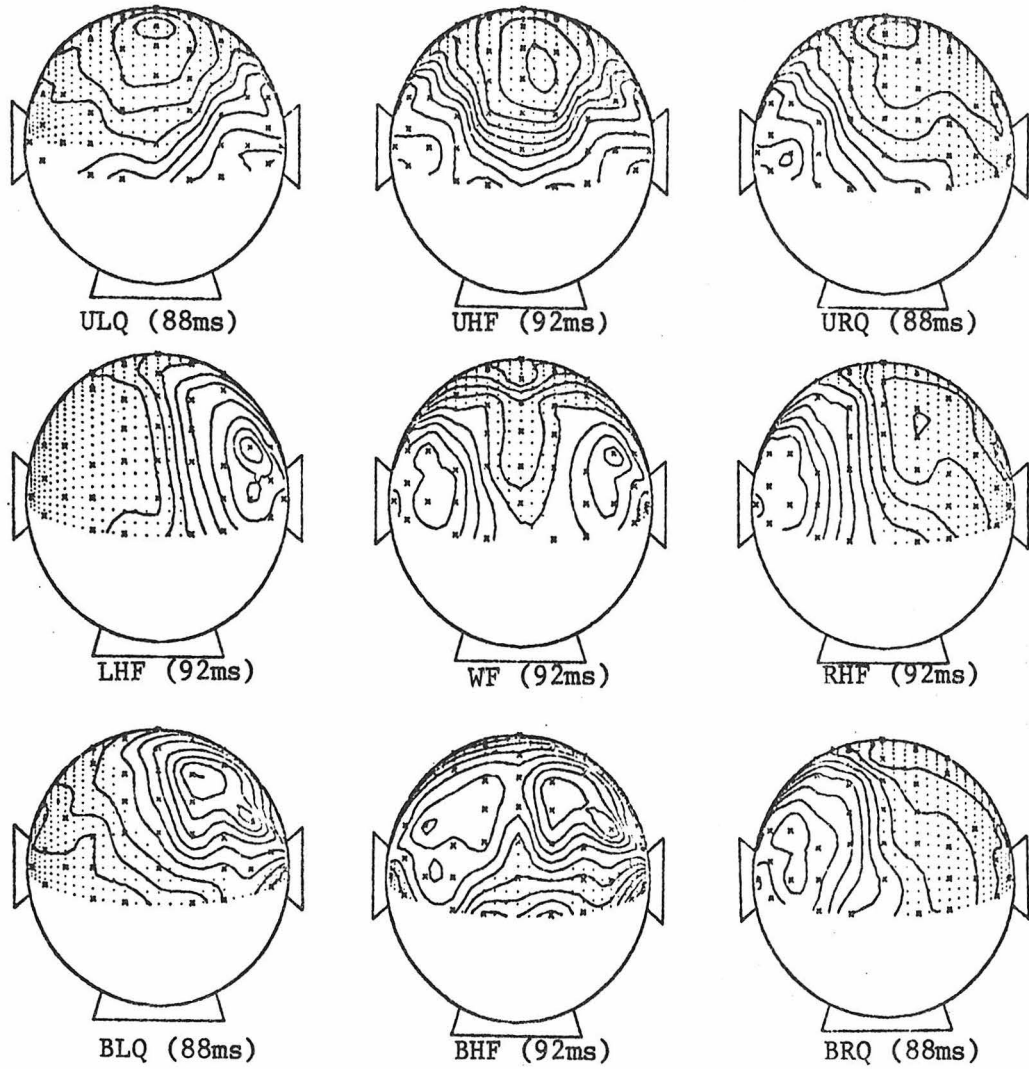 ULQ (88ms)
UHF (92ms)
URQ (88ms)
LHF (92ms)
WF (92ms)
RHF (92ms)
BLQ (88ms)
BHF (92ms)
BRQ (88ms)